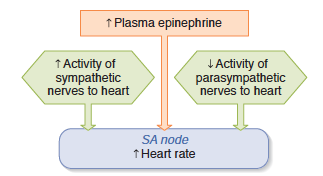 ↑ Plasma epinephrine
↑ Activity of
sympathetic
nerves to heart
↓ Activity of
parasympathetic
nerves to heart
SA node
↑ Heart rate